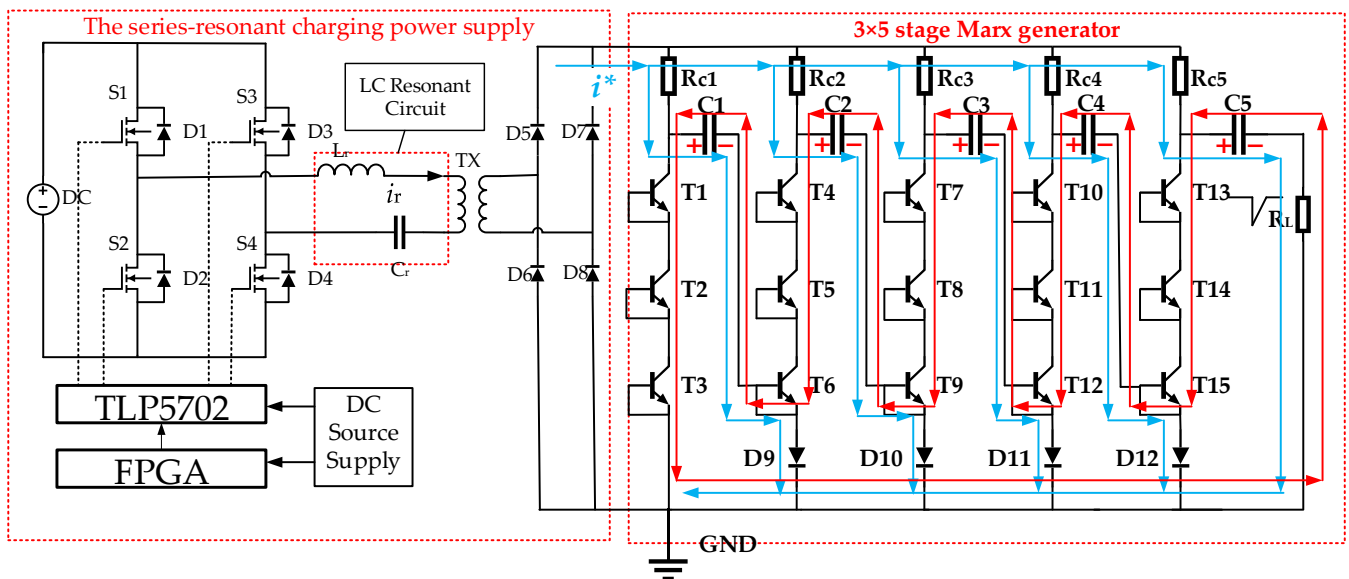 The series-resonant charging power supply
3×5 stage Marx generator
S1
S3
D1
D3
LC Resonant
Circuit
Lr
TX
ir
Cr
DC
S2
S4
D2
D4
D5
D7
D6
D8
TLP5702
FPGA
DC
Source
Supply
i*
Rc1
Rc2
Rc3
Rc4
Rc5
C1
C2
C3
C4
C5
+ −
+ −
+ −
+ −
+ −
T1
T4
T7
T10
T13
RL
T2
T5
T8
T11
T14
T3
T6
T9
T12
T15
D9
D10
D11
D12
GND